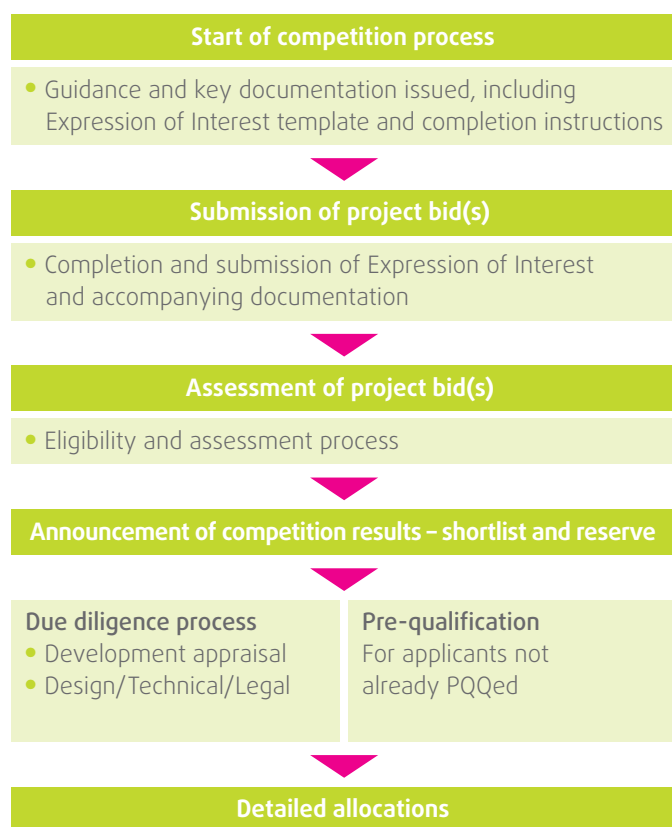 Start of competition process
• Guidance and key documentation issued, including
Expression of Interest template and completion instructions
Submission of project bid(s)
• Completion and submission of Expression of Interest
and accompanying documentation
Assessment of project bid(s)
• Eligibility and assessment process
Announcement of competition results – shortlist and reserve
Due diligence process
• Development appraisal
• Design/Technical/Legal
Pre-qualification
For applicants not
already PQQed
Detailed allocations